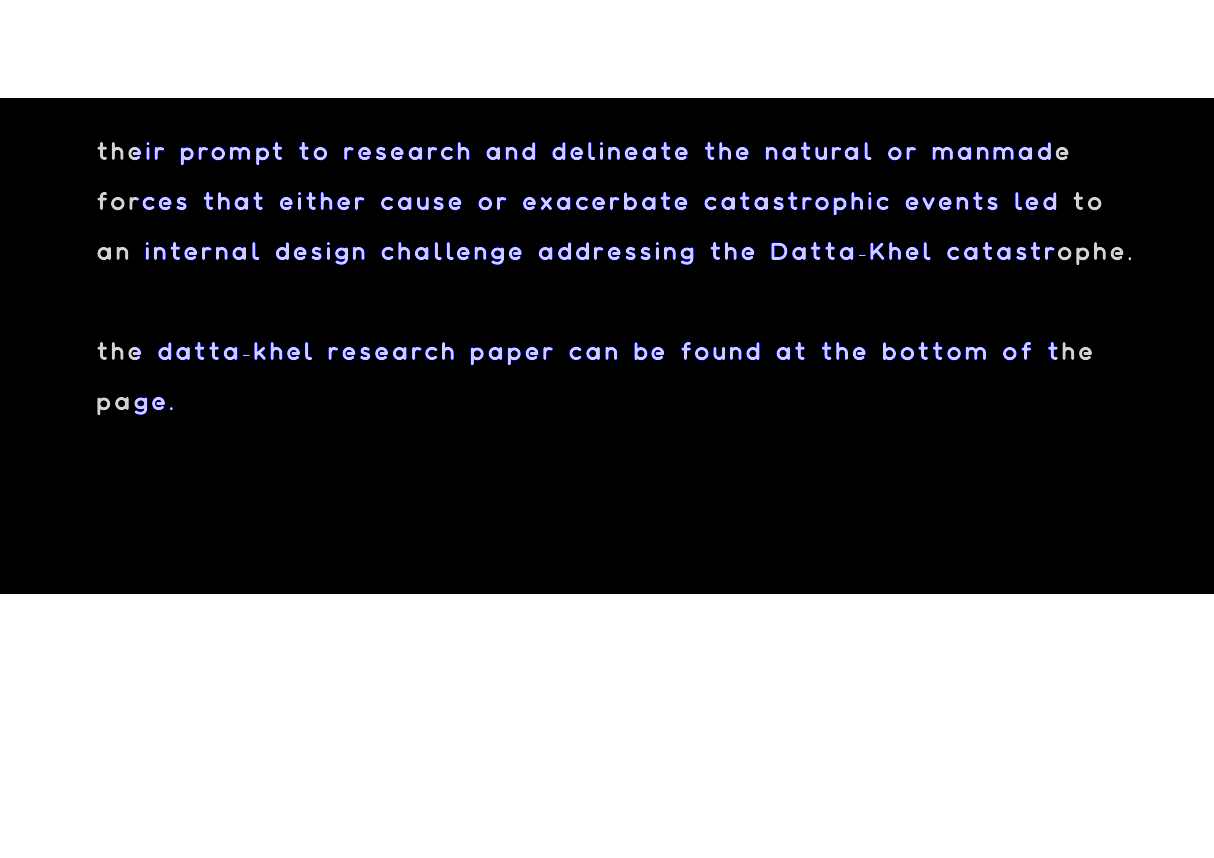 their prompt to research and delineate the natural or manmade
forces that either cause or exacerbate catastrophic events led to
an internal design challenge addressing the Datta-Khel catastrophe.
the datta-khel research paper can be found at the bottom of the
page.